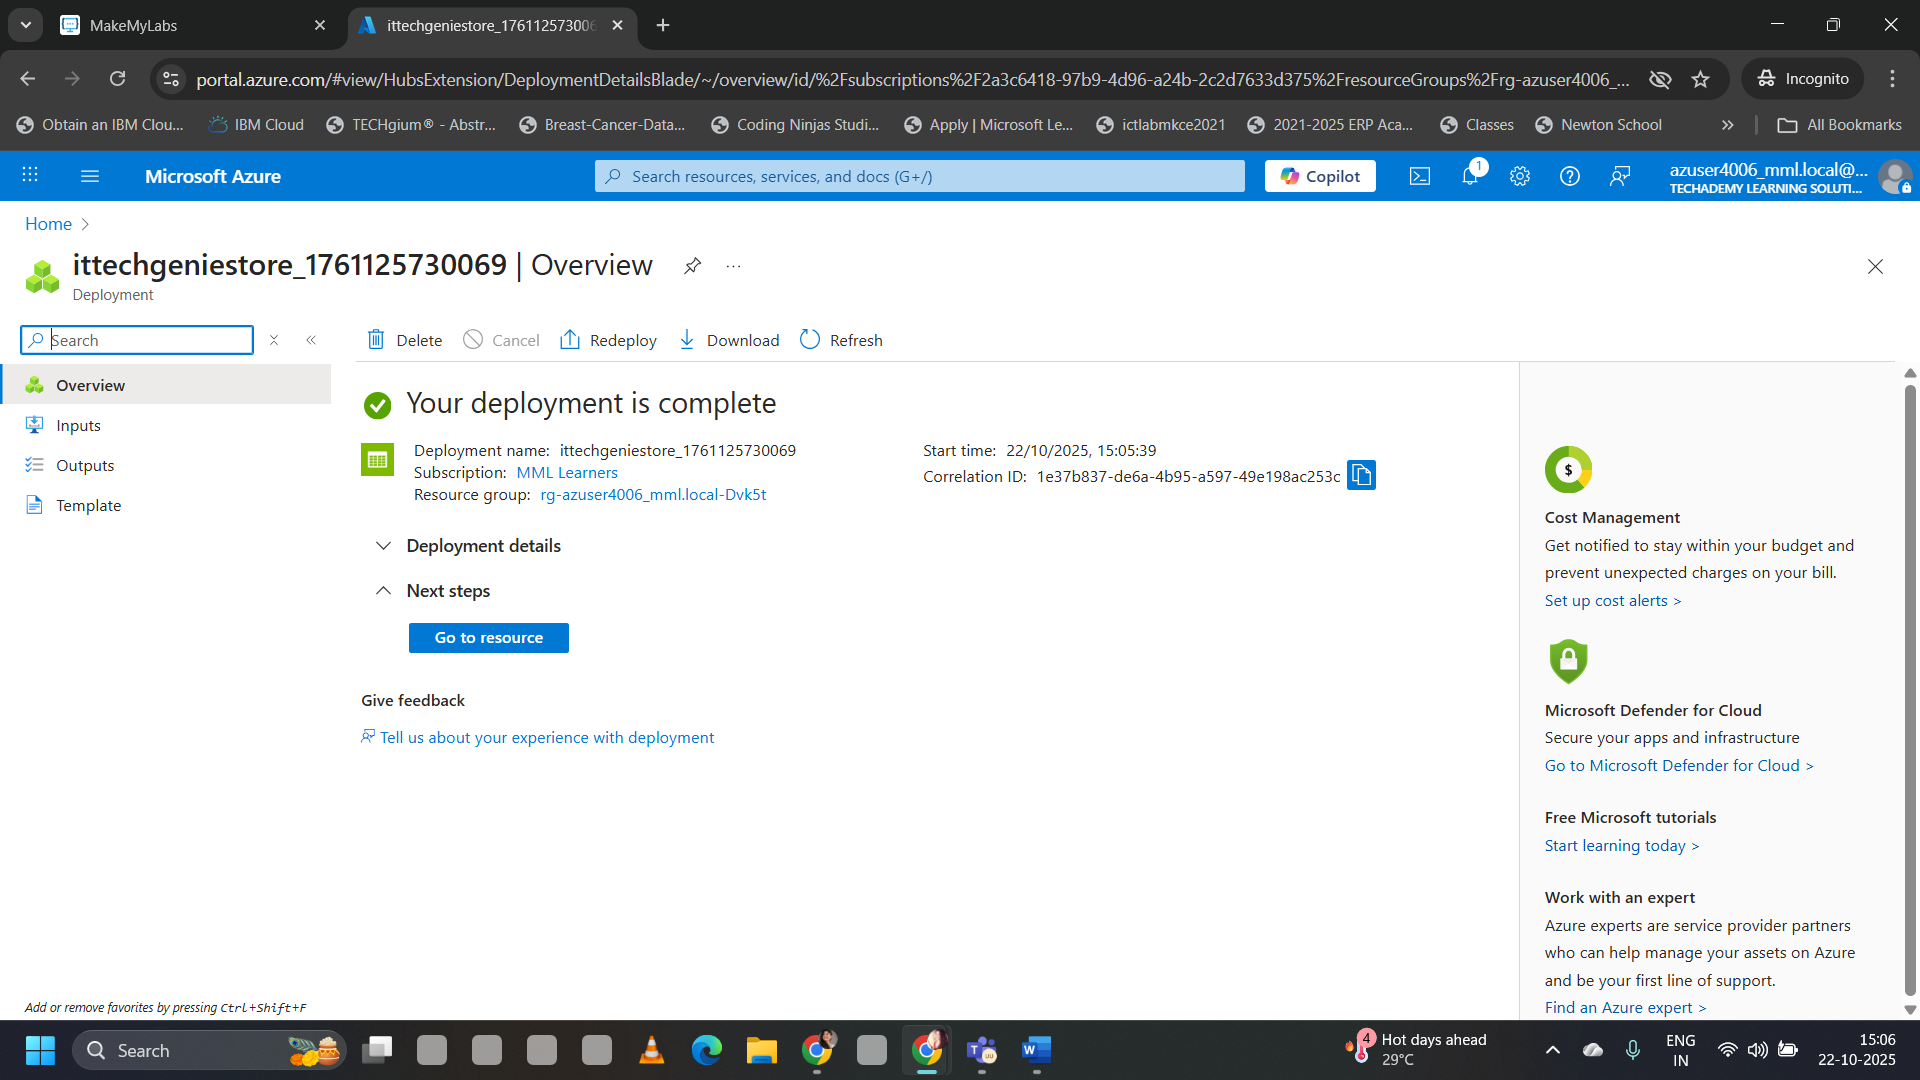 MakeMyLabs
ittechgeniestore_176112573006
portal.azure.com/#view/HubsExtension/DeploymentDetailsBlade/~/overview/id/%2Fsubscriptions%2F2a3c6418-97b9-4d96-a24b-2c2d7633d375%2FresourceGroups%2Frg-azuser4006_...
Incognito
Obtain an IBM Clou...
IBM Cloud
TECHgium® - Abstr...
Breast-Cancer-Data...
Coding Ninjas Studi...
Apply | Microsoft Le...
ictlabmkce2021
2021-2025 ERP Aca...
Classes
Newton School
All Bookmarks
Microsoft Azure
Search resources, services, and docs (G+/)
Copilot
1
azuser4006_mml.local@...
TECHADEMY LEARNING SOLUTI...
Home
ittechgeniestore_1761125730069 | Overview
Deployment
Search
Delete
Cancel
Redeploy
Download
Refresh
Overview
Inputs
Outputs
Template
Your deployment is complete
Deployment name: ittechgeniestore_1761125730069
Subscription: MML Learners
Resource group: rg-azuser4006_mml.local-Dvk5t
Start time: 22/10/2025, 15:05:39
Correlation ID: 1e37b837-de6a-4b95-a597-49e198ac253c
Deployment details
Next steps
Go to resource
Give feedback
Tell us about your experience with deployment
$
Cost Management
Get notified to stay within your budget and
prevent unexpected charges on your bill.
Set up cost alerts >
Microsoft Defender for Cloud
Secure your apps and infrastructure
Go to Microsoft Defender for Cloud >
Free Microsoft tutorials
Start learning today >
Work with an expert
Azure experts are service provider partners
who can help manage your assets on Azure
and be your first line of support.
Find an Azure expert >
Add or remove favorites by pressing Ctrl+Shift+F
Search
4
Hot days ahead
29°C
ENG
IN
15:06
22-10-2025